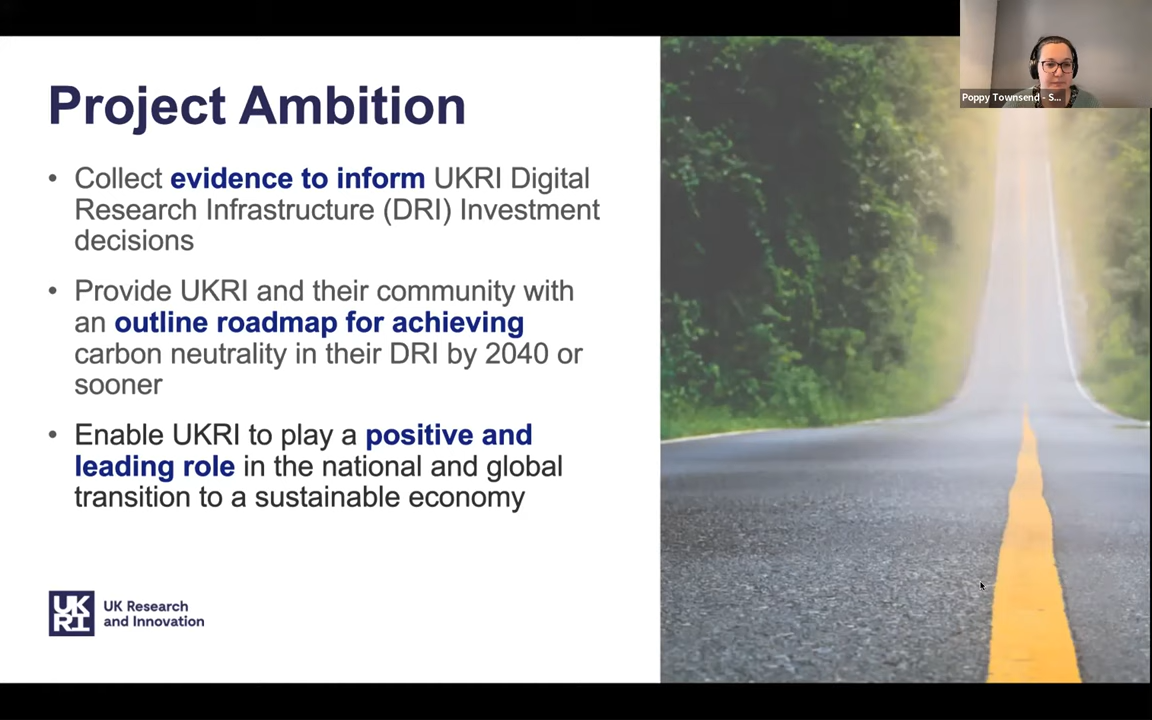 Poppy Townsend - S...
Project Ambition
• Collect evidence to inform UKRI Digital
Research Infrastructure (DRI) Investment
decisions
• Provide UKRI and their community with
an outline roadmap for achieving
carbon neutrality in their DRI by 2040 or
sooner
• Enable UKRI to play a positive and
leading role in the national and global
transition to a sustainable economy
UK
RI
UK Research
and Innovation